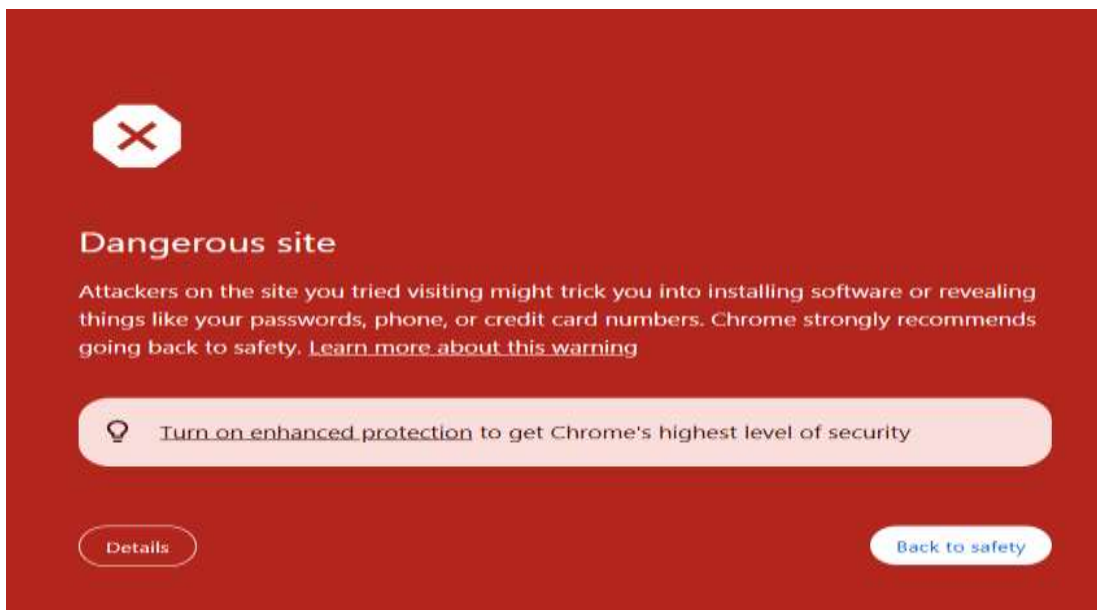 Dangerous site
Attackers on the site you tried visiting might trick you into installing software or revealing
things like your passwords, phone, or credit card numbers. Chrome strongly recommends
going back to safety. Learn more about this warning
Turn on enhanced protection to get Chrome's highest level of security
Details
Back to safety